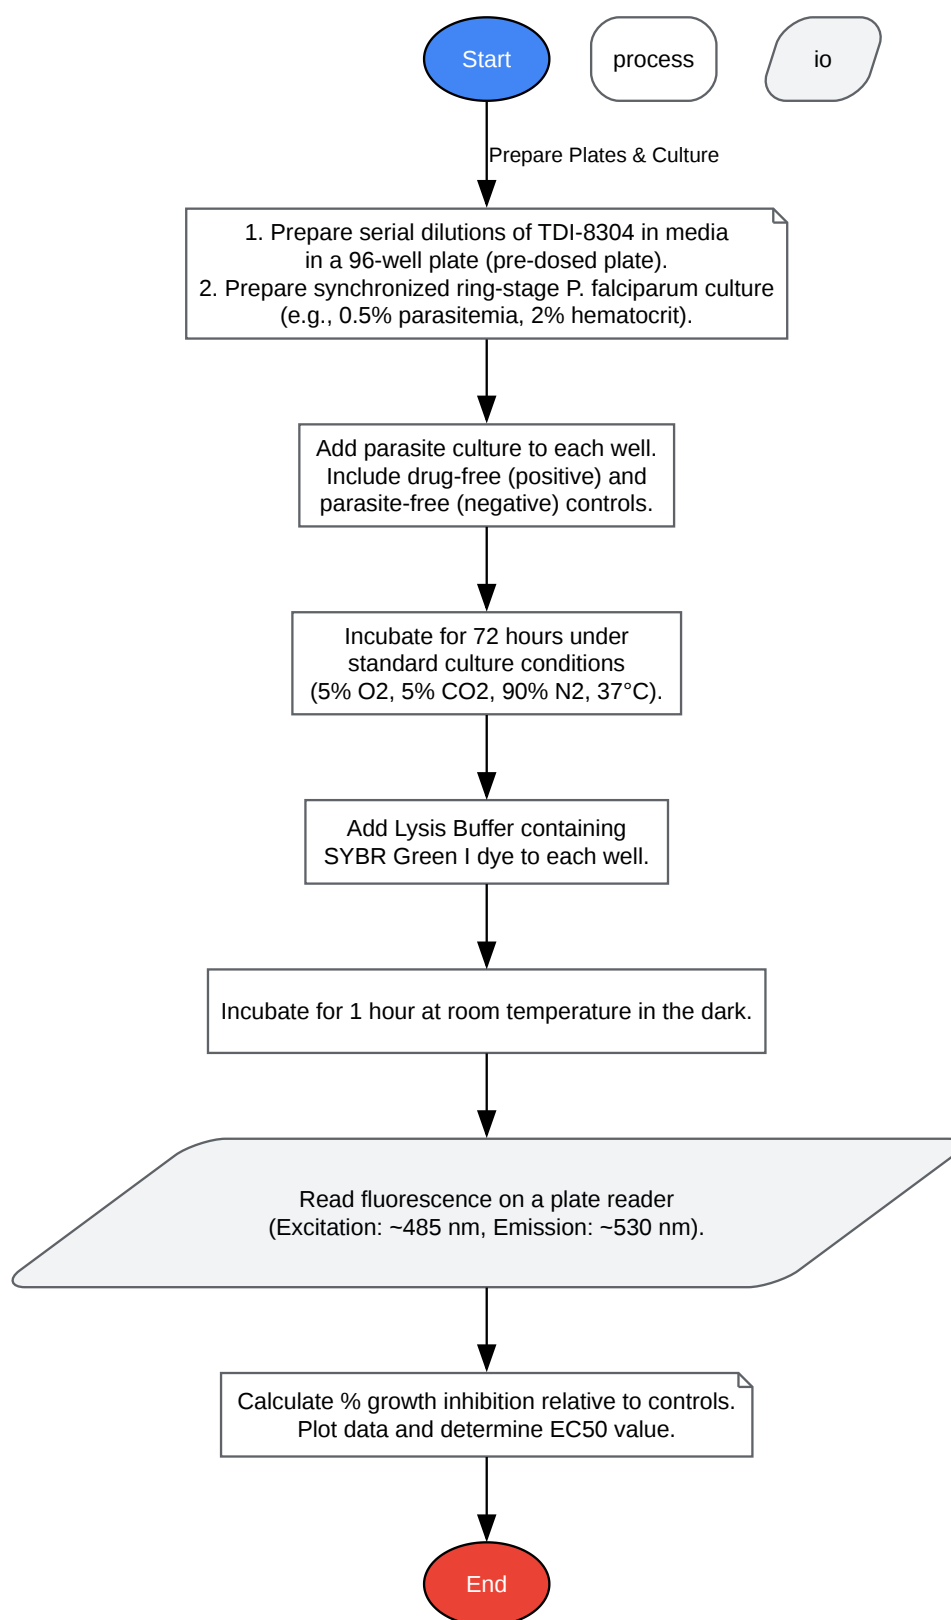 Start
process
io
Prepare Plates & Culture
1. Prepare serial dilutions of TDI-8304 in media
in a 96-well plate (pre-dosed plate).
2. Prepare synchronized ring-stage P. falciparum culture
(e.g., 0.5% parasitemia, 2% hematocrit).
Add parasite culture to each well.
Include drug-free (positive) and
parasite-free (negative) controls.
Incubate for 72 hours under
standard culture conditions
(5% O2, 5% CO2, 90% N2, 37°C).
Add Lysis Buffer containing
SYBR Green I dye to each well.
Incubate for 1 hour at room temperature in the dark.
Read fluorescence on a plate reader
(Excitation: ~485 nm, Emission: ~530 nm).
Calculate % growth inhibition relative to controls.
Plot data and determine EC50 value.
End